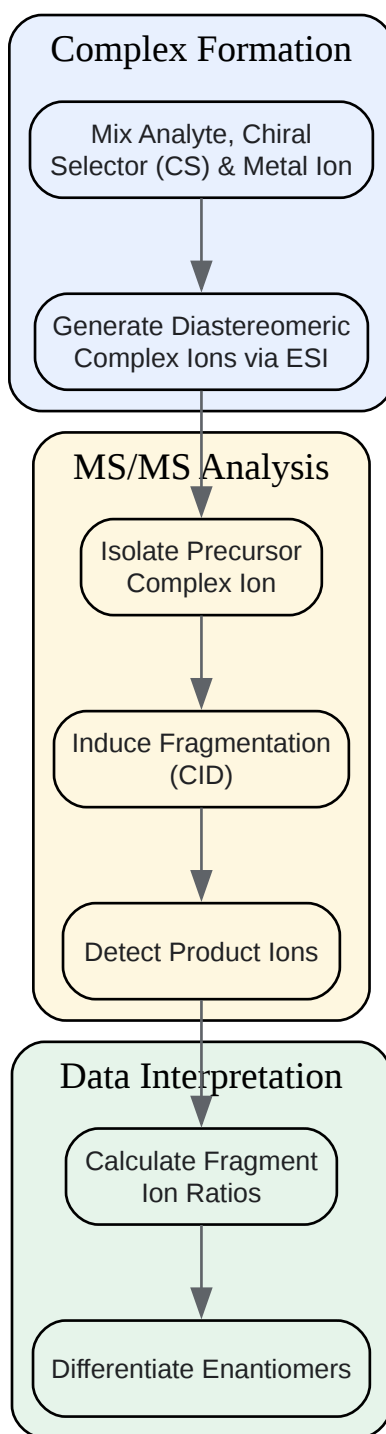 Complex Formation
Mix Analyte, Chiral
Selector (CS) & Metal Ion
Generate Diastereomeric
Complex Ions via ESI
MS/MS Analysis
Isolate Precursor
Complex Ion
Induce Fragmentation
(CID)
Detect Product Ions
Data Interpretation
Calculate Fragment
Ion Ratios
Differentiate Enantiomers